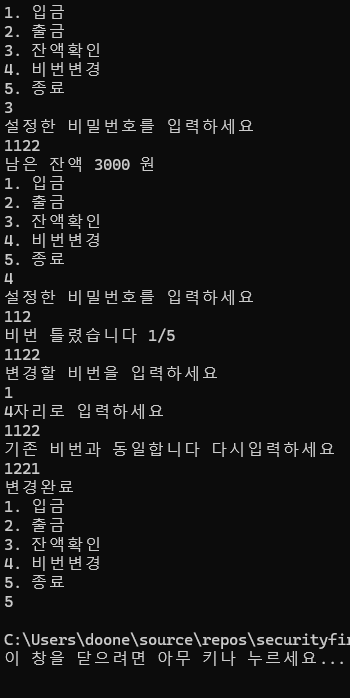 1. 입금
2. 출금
3. 잔액확인
4. 비번변경
5. 종료
3
설정한 비밀번호를 입력하세요
1122
남은 잔액 3000 원
1. 입금
2. 출금
3. 잔액확인
4. 비번변경
5. 종료
4
설정한 비밀번호를 입력하세요
112
비번 틀렸습니다 1/5
1122
변경할 비번을 입력하세요
1
4자리로 입력하세요
1122
기존 비번과 동일합니다 다시입력하세요
1221
변경완료
1. 입금
2. 출금
3. 잔액확인
4. 비번변경
5. 종료
5
C:\Users\doone\source\repos\securityfir
이 창을 닫으려면 아무 키나 누르세요...